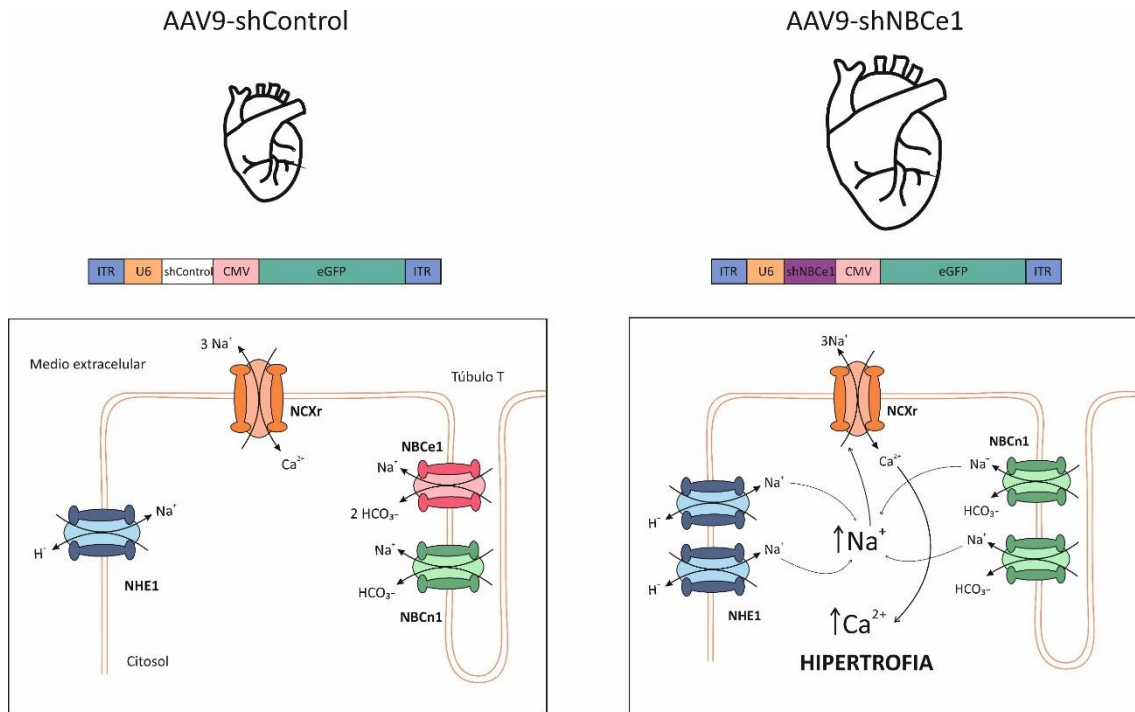 AAV9-shControl
ITR U6 shControl CMV eGFP ITR
3 Na⁺
Medio extracelular
Túbulo T
NCXr
Ca²⁺
NBCe1
Na⁺
2 HCO₃⁻
Na⁺
H⁻
NHE1
Na⁺
HCO₃⁻
NBCn1
Citosol
AAV9-shNBCe1
ITR U6 shNBCe1 CMV eGFP ITR
3Na⁺
NCXr
Ca²⁺
NBCn1
Na⁺
HCO₃⁻
Na⁺
H⁻
↑Na⁺
Na⁺
Na⁺
HCO₃⁻
H⁻
NHE1
↑Ca²⁺
HIPERTROFIA